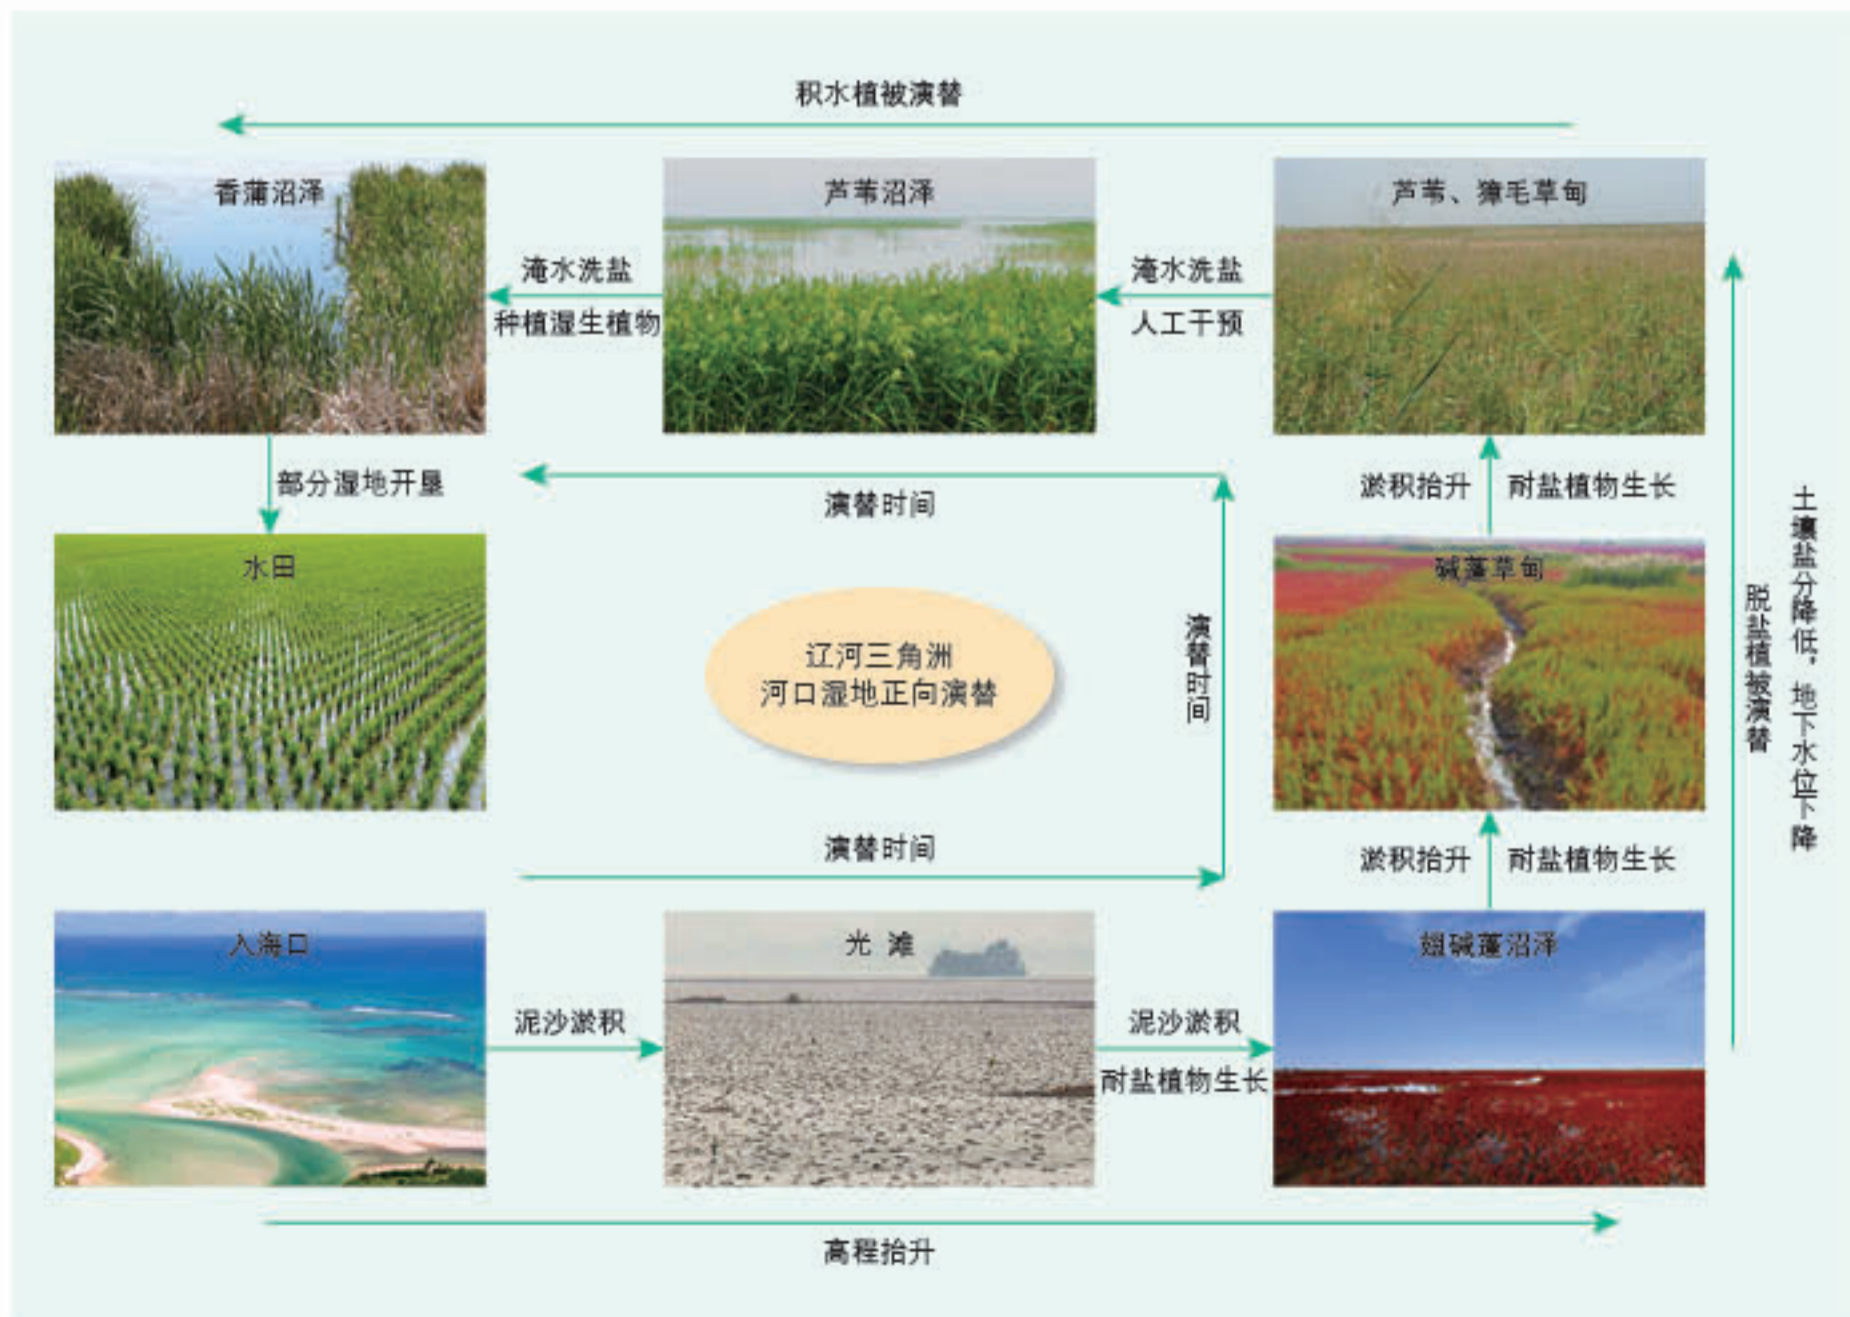 积水植被演替
香蒲沼泽
芦苇沼泽
芦苇、獐毛草甸
淹水洗盐
种植湿生植物
淹水洗盐
人工干预
部分湿地开垦
演替时间
淤积抬升
耐盐植物生长
水田
碱蓬草甸
辽河三角洲
河口湿地正向演替
演替时间
脱盐植被演替
土壤盐分降低，地下水位下降
演替时间
淤积抬升
耐盐植物生长
入海口
光 滩
翅碱蓬沼泽
泥沙淤积
泥沙淤积
耐盐植物生长
高程抬升